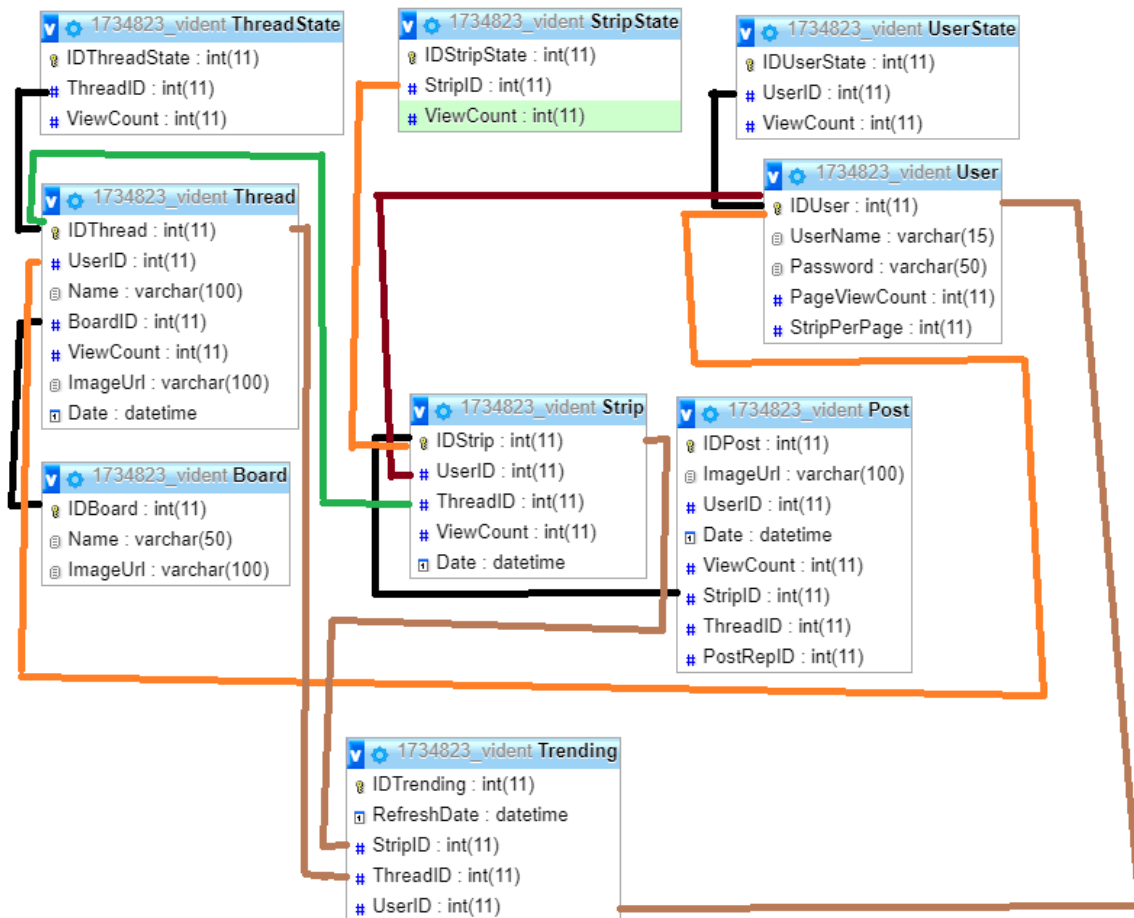 1734823_vident ThreadState
IDThreadState : int(11)
ThreadID : int(11)
ViewCount : int(11)
1734823_vident StripState
IDStripState : int(11)
StripID : int(11)
ViewCount : int(11)
1734823_vident UserState
IDUserState : int(11)
UserID : int(11)
ViewCount : int(11)
1734823_vident Thread
IDThread : int(11)
UserID : int(11)
Name : varchar(100)
BoardID : int(11)
ViewCount : int(11)
ImageUrl : varchar(100)
Date : datetime
1734823_vident User
IDUser : int(11)
UserName : varchar(15)
Password : varchar(50)
PageViewCount : int(11)
StripPerPage : int(11)
1734823_vident Board
IDBoard : int(11)
Name : varchar(50)
ImageUrl : varchar(100)
1734823_vident Strip
IDStrip : int(11)
UserID : int(11)
ThreadID : int(11)
ViewCount : int(11)
Date : datetime
1734823_vident Post
IDPost : int(11)
ImageUrl : varchar(100)
UserID : int(11)
Date : datetime
ViewCount : int(11)
StripID : int(11)
ThreadID : int(11)
PostRepID : int(11)
1734823_vident Trending
IDTrending : int(11)
RefreshDate : datetime
StripID : int(11)
ThreadID : int(11)
UserID : int(11)